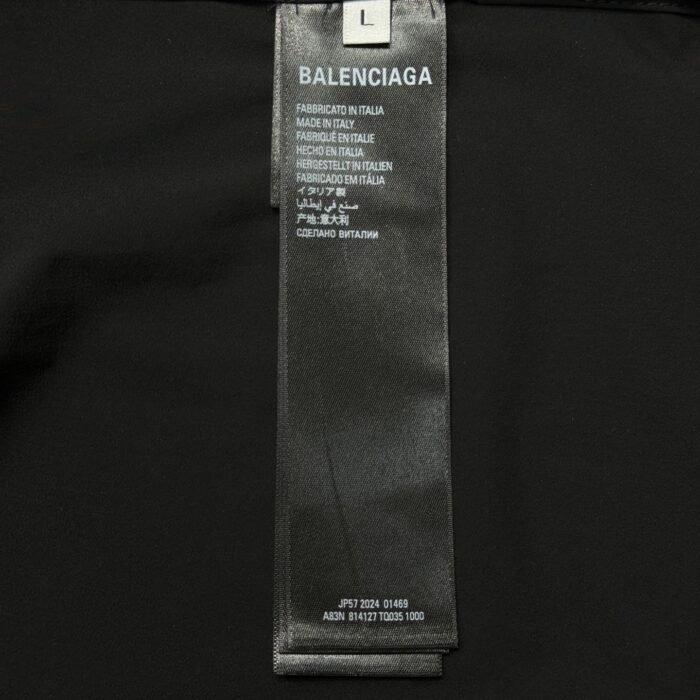 L
BALENCIAGA
FABBRICATO IN ITALIA
MADE IN ITALY
FABRIQUÉ EN ITALIE
HECHO EN ITALIA
HERGESTELLT IN ITALIEN
FABRICADO EM ITÁLIA
イタリア製
صنع في إيطاليا
产地:意大利
СДЕЛАНО ВИТАЛИИ
JP57 2024 01469
A83N 814127 TQ035 1000